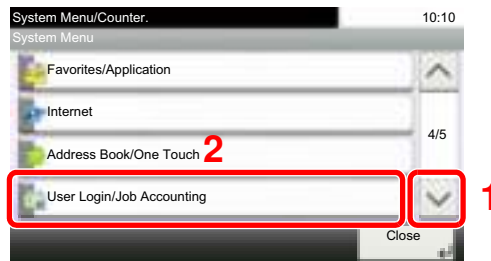 System Menu/Counter. 10:10
System Menu
Favorites/Application
Internet
4/5
Address Book/One Touch 2
User Login/Job Accounting
1
Close